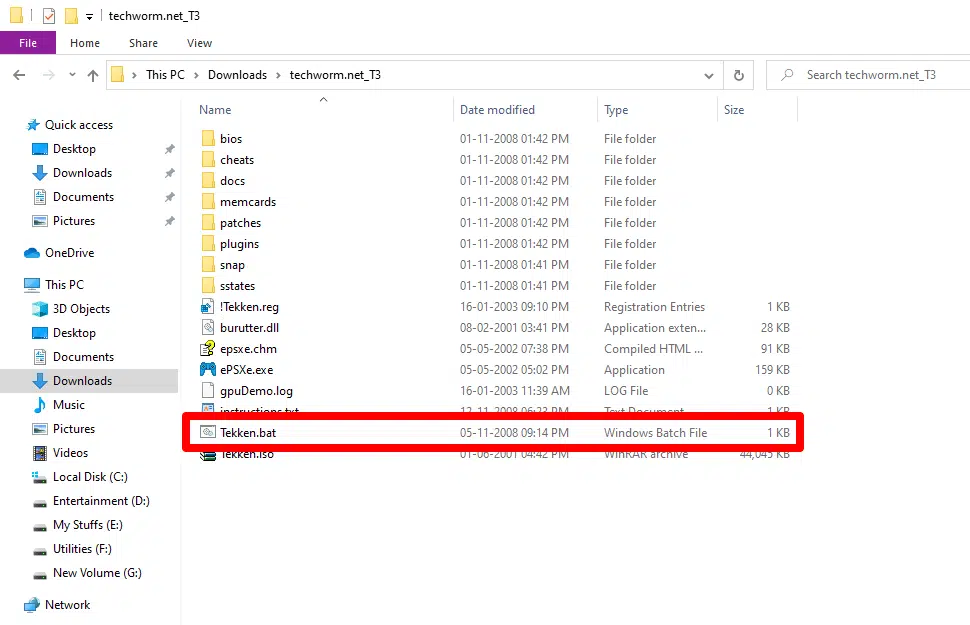 techworm.net_T3
File Home Share View
This PC Downloads techworm.net_T3 Search techworm.net_T3
Name Date modified Type Size
Quick access
Desktop
Downloads
Documents
Pictures
OneDrive
This PC
3D Objects
Desktop
Documents
Downloads
Music
Pictures
Videos
Local Disk (C:)
Entertainment (D:)
My Stuffs (E:)
Utilities (F:)
New Volume (G:)
Network
bios 01-11-2008 01:42 PM File folder
cheats 01-11-2008 01:42 PM File folder
docs 01-11-2008 01:42 PM File folder
memcards 01-11-2008 01:42 PM File folder
patches 01-11-2008 01:42 PM File folder
plugins 01-11-2008 01:42 PM File folder
snap 01-11-2008 01:41 PM File folder
sstates 01-11-2008 01:41 PM File folder
!Tekken.reg 16-01-2003 09:10 PM Registration Entries 1 KB
burutter.dll 08-02-2001 03:41 PM Application exten... 28 KB
epsxe.chm 05-05-2002 07:38 PM Compiled HTML ... 91 KB
ePSXe.exe 05-05-2002 05:02 PM Application 159 KB
gpuDemo.log 16-01-2003 11:39 AM LOG File 0 KB
instructions.txt 12-11-2008 06:23 PM Text Document 1 KB
Tekken.bat 05-11-2008 09:14 PM Windows Batch File 1 KB
Tekken.iso 01-06-2001 04:42 PM WinRAR archive 44,045 KB